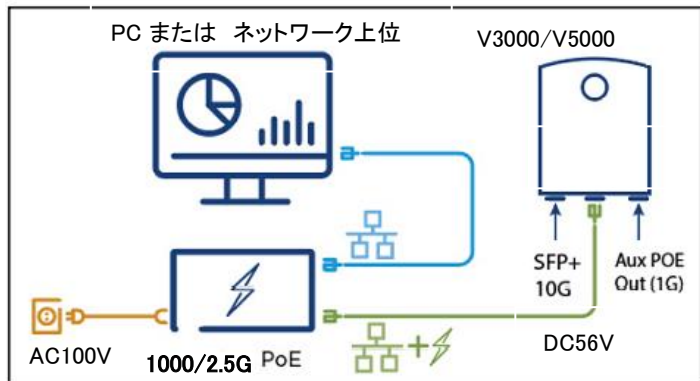 PC または ネットワーク上位
V3000/V5000
SFP+
10G
Aux POE
Out (1G)
AC100V
1000/2.5G PoE
DC56V